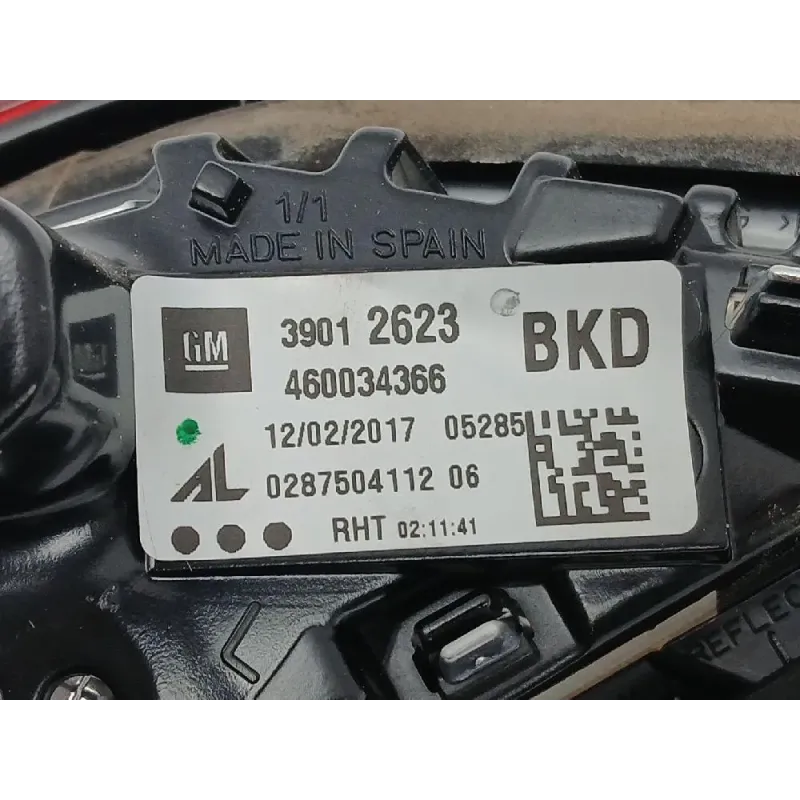 1/1
MADE IN SPAIN
GM 3901 2623 BKD
460034366
12/02/2017 05285
AL 0287504112 06
RHT 02:11:41
REFLEC